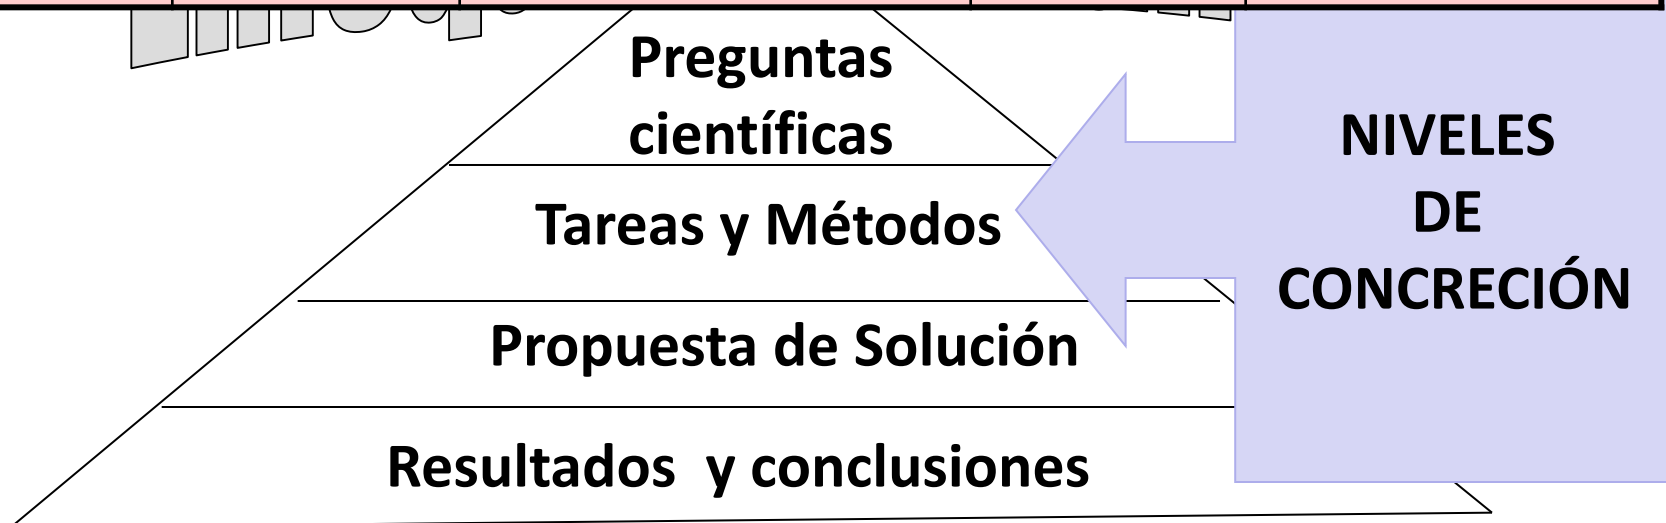 Preguntas
científicas
Tareas y Métodos
Propuesta de Solución
Resultados y conclusiones
NIVELES
DE
CONCRECIÓN